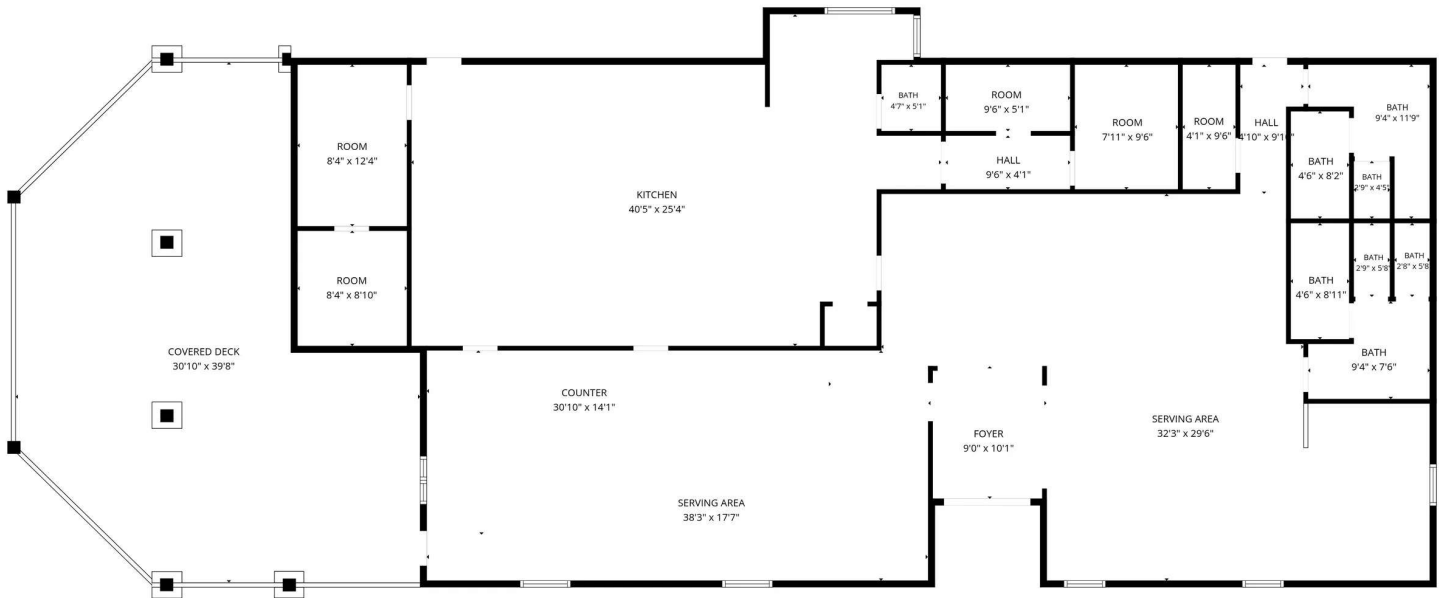 BATH
4'7" x 5'1"
ROOM
9'6" x 5'1"
ROOM
7'11" x 9'6"
ROOM
4'1" x 9'6"
HALL
4'10" x 9'10"
BATH
9'4" x 11'9"
ROOM
8'4" x 12'4"
HALL
9'6" x 4'1"
BATH
4'6" x 8'2"
BATH
2'9" x 4'5"
KITCHEN
40'5" x 25'4"
ROOM
8'4" x 8'10"
BATH
4'6" x 8'11"
BATH
2'9" x 5'8"
BATH
2'8" x 5'8"
COVERED DECK
30'10" x 39'8"
BATH
9'4" x 7'6"
COUNTER
30'10" x 14'1"
FOYER
9'0" x 10'1"
SERVING AREA
32'3" x 29'6"
SERVING AREA
38'3" x 17'7"